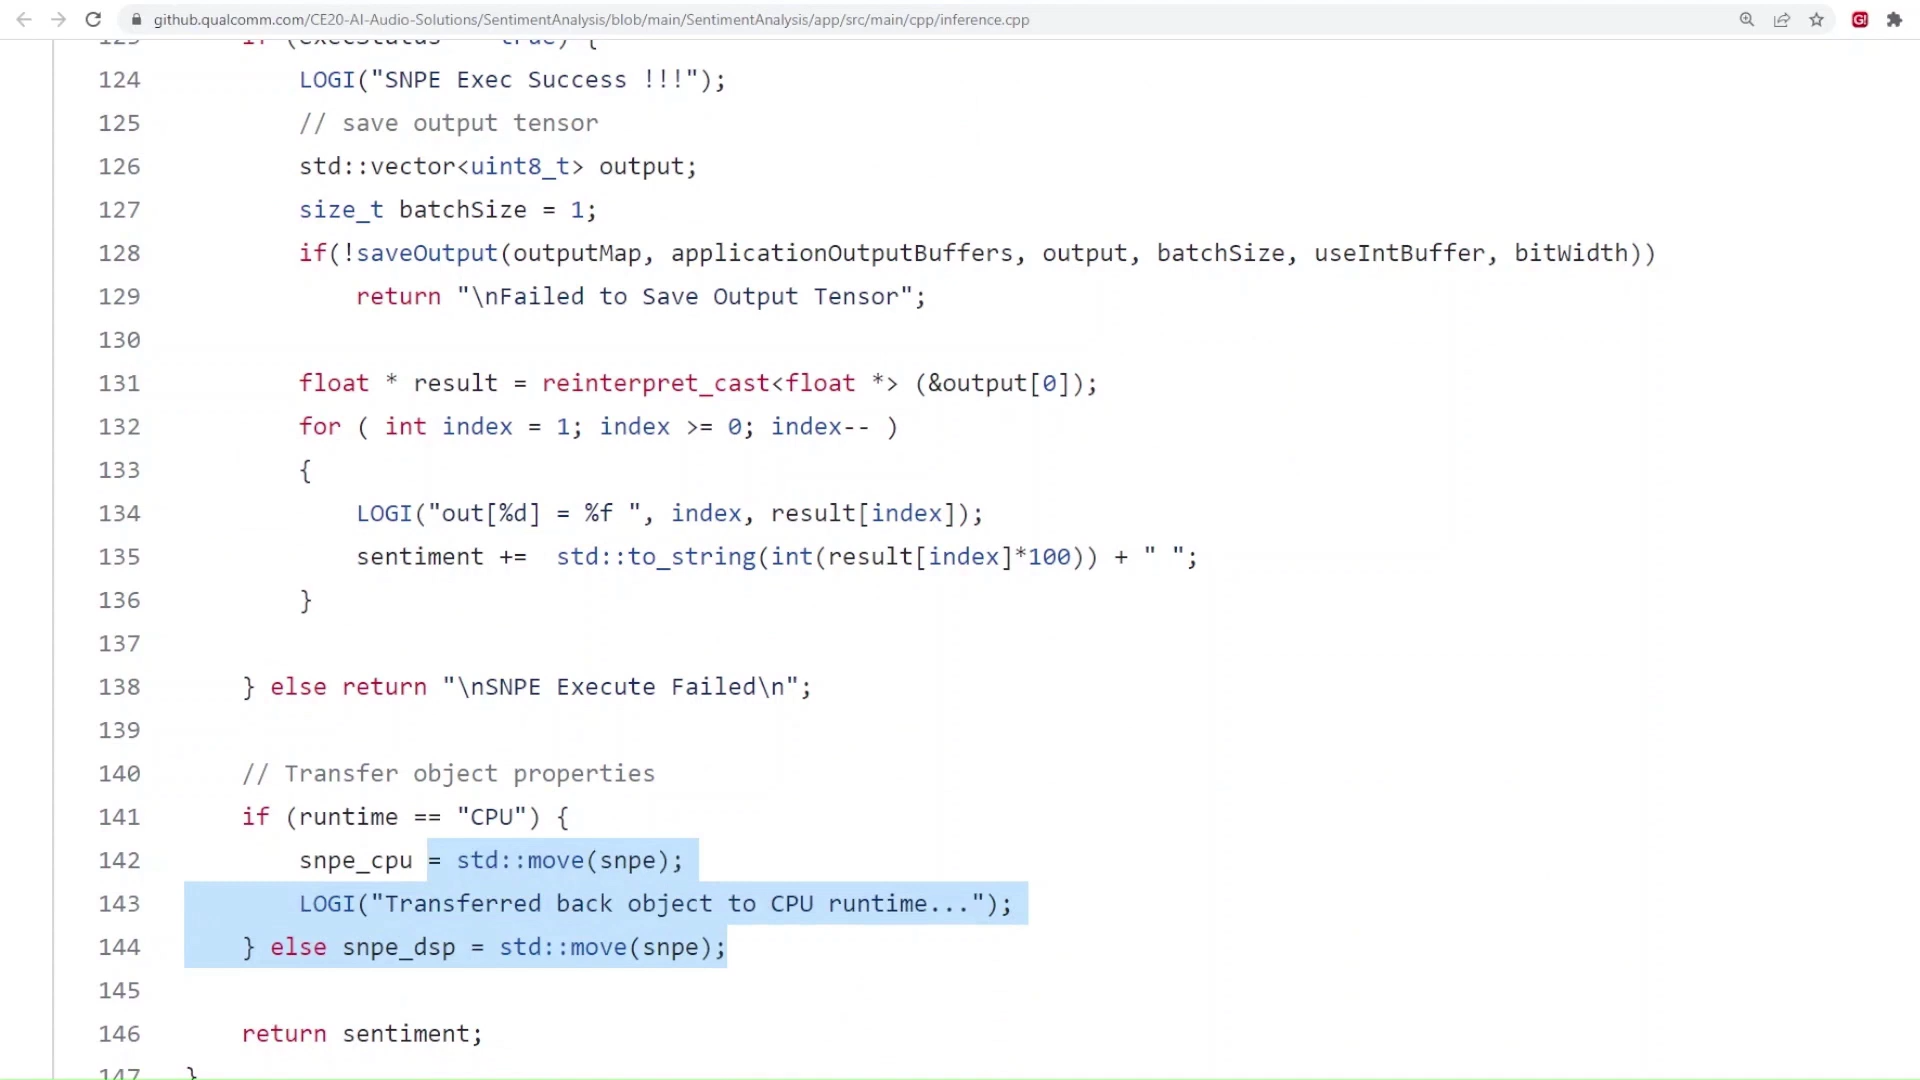 github.qualcomm.com/CE20-AI-Audio-Solutions/SentimentAnalysis/blob/main/SentimentAnalysis/app/src/main/cpp/inference.cpp
123 if (execStatus == true) {
124 LOGI("SNPE Exec Success !!!");
125 // save output tensor
126 std::vector<uint8_t> output;
127 size_t batchSize = 1;
128 if(!saveOutput(outputMap, applicationOutputBuffers, output, batchSize, useIntBuffer, bitWidth))
129 return "\nFailed to Save Output Tensor";
130
131 float * result = reinterpret_cast<float *> (&output[0]);
132 for ( int index = 1; index >= 0; index-- )
133 {
134 LOGI("out[%d] = %f ", index, result[index]);
135 sentiment += std::to_string(int(result[index]*100)) + " ";
136 }
137
138 } else return "\nSNPE Execute Failed\n";
139
140 // Transfer object properties
141 if (runtime == "CPU") {
142 snpe_cpu = std::move(snpe);
143 LOGI("Transferred back object to CPU runtime...");
144 } else snpe_dsp = std::move(snpe);
145
146 return sentiment;
147 }